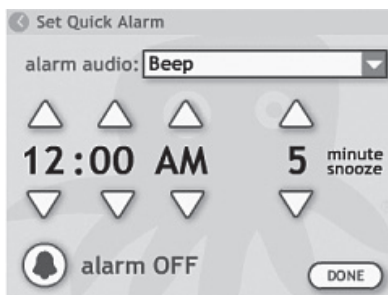 Set Quick Alarm
alarm audio: Beep
12:00 AM 5 minute snooze
alarm OFF
DONE